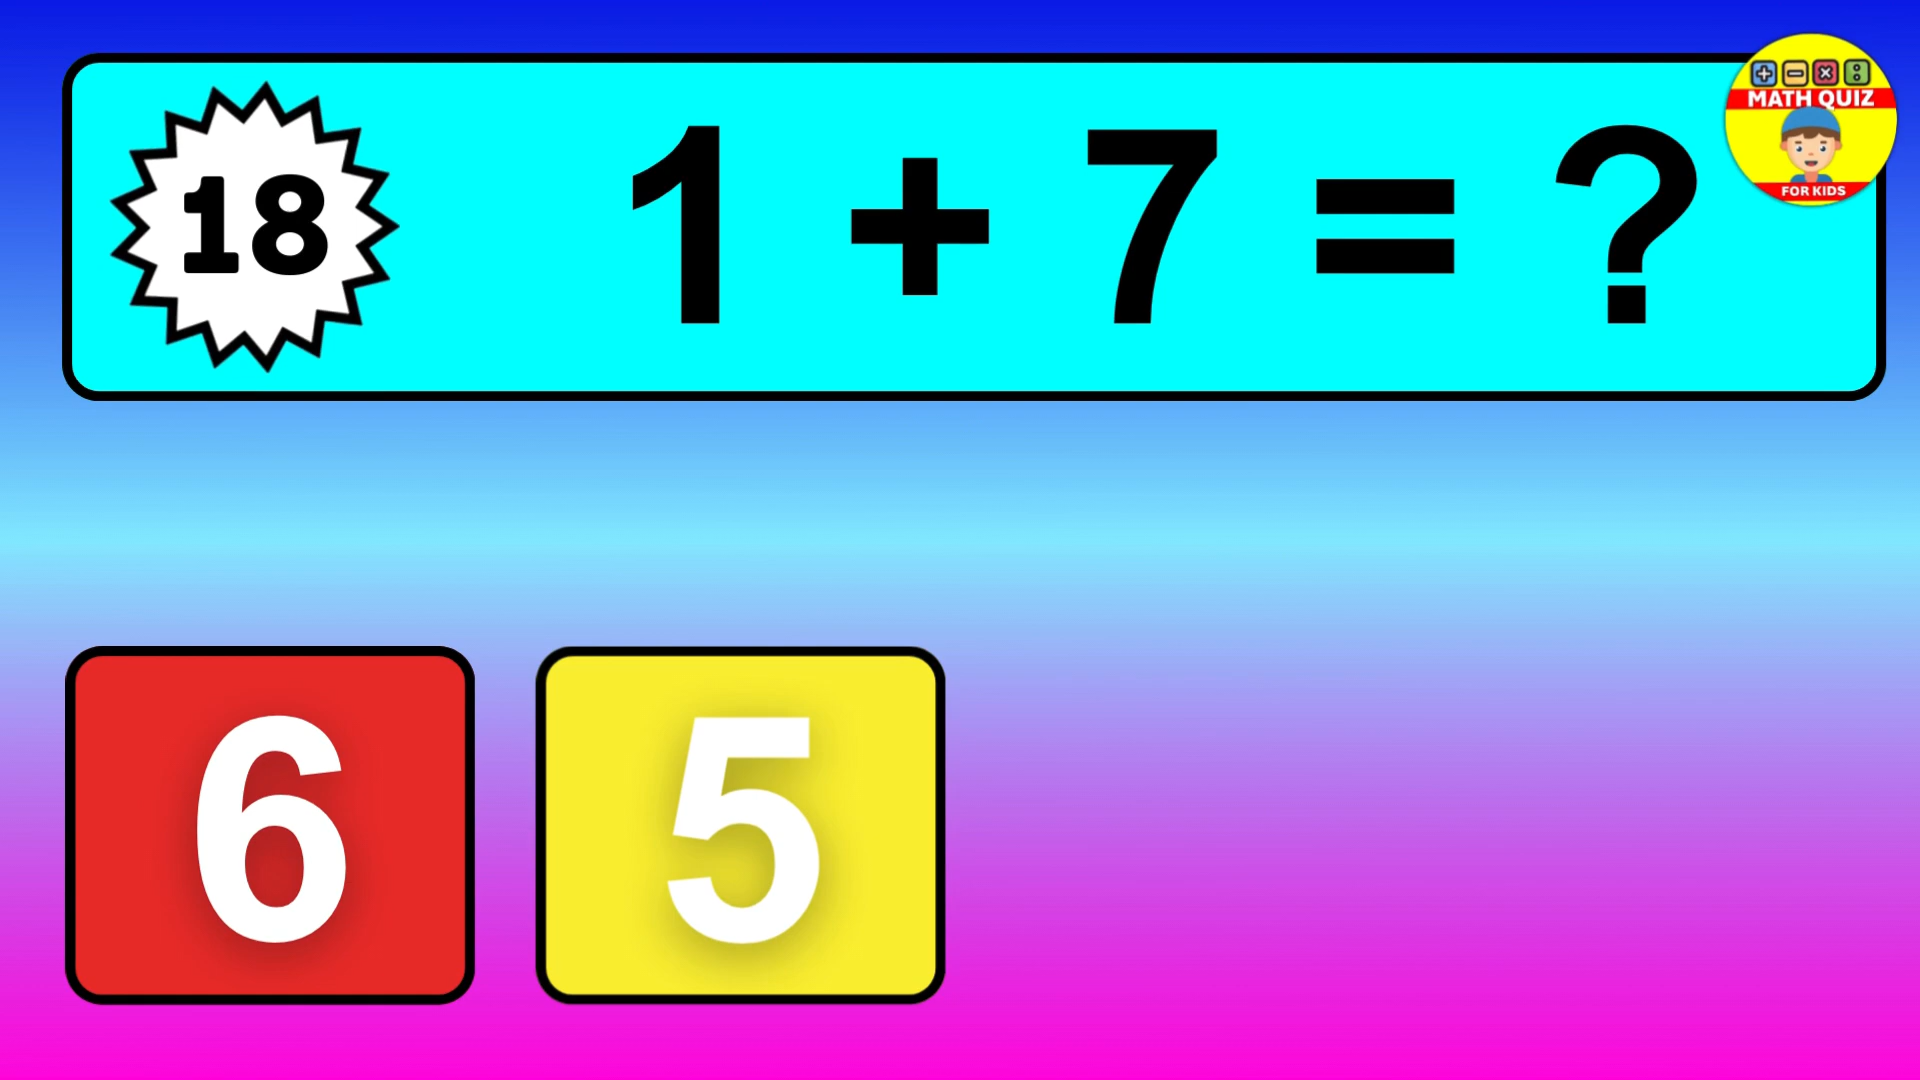 18
1 + 7 = ?
+ - × :
MATH QUIZ
FOR KIDS
6
5